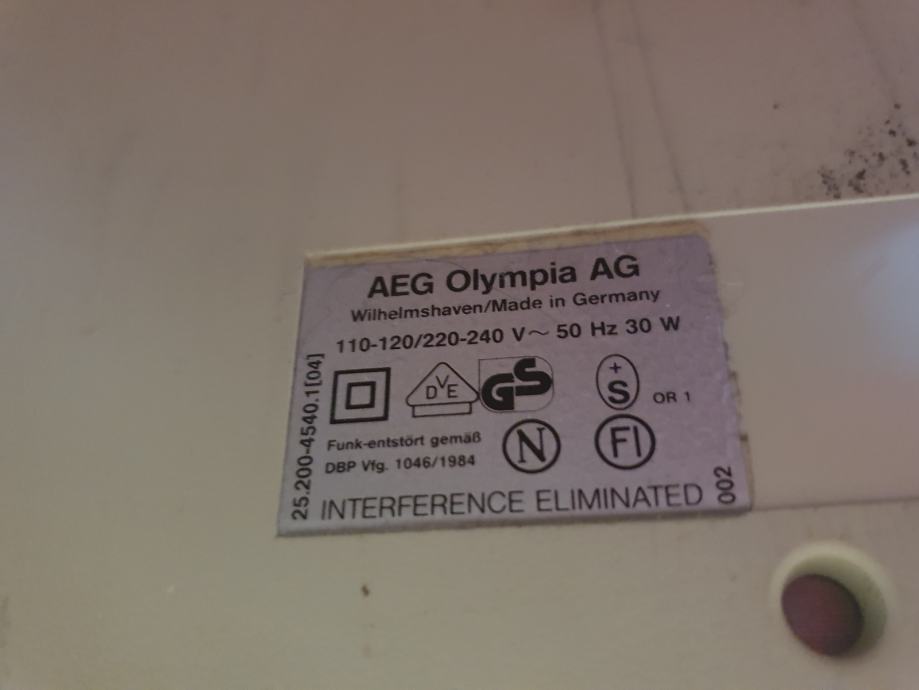 AEG Olympia AG
Wilhelmshaven/Made in Germany
110-120/220-240 V~ 50 Hz 30 W
25.200-4540.1[04]
DVE
GS
+
S
OR 1
Funk-entstört gemäß
DBP Vfg. 1046/1984
N
FI
INTERFERENCE ELIMINATED
002